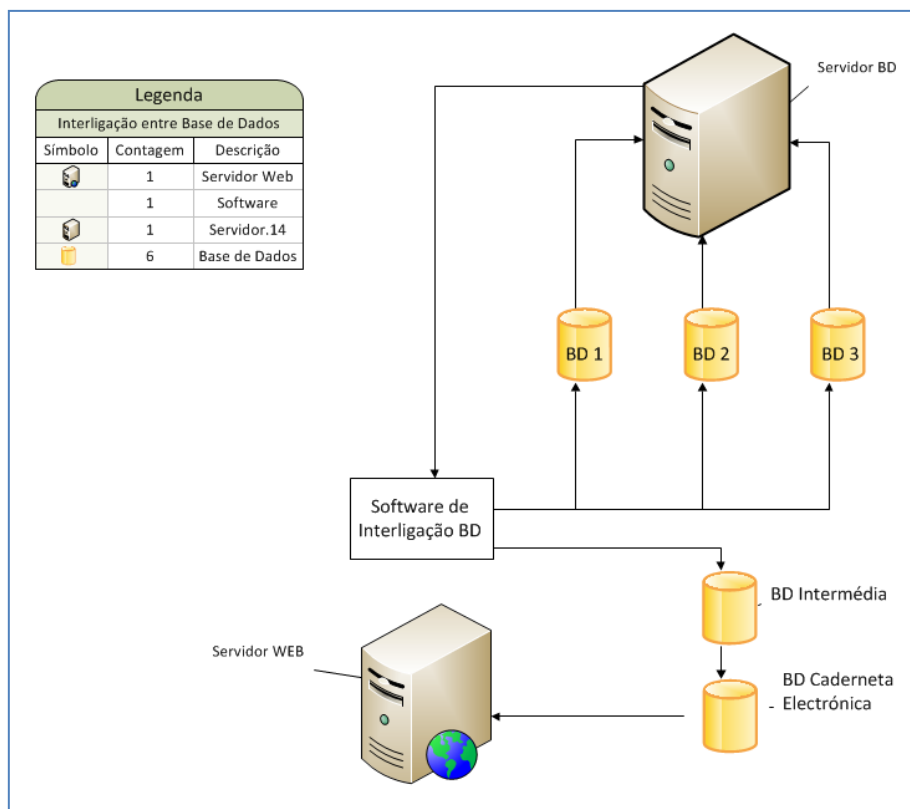 Servidor BD
Legenda
Interligação entre Base de Dados
Símbolo Contagem Descrição
1 Servidor Web
1 Software
1 Servidor.14
6 Base de Dados
BD 1 BD 2 BD 3
Software de
Interligação BD
BD Intermédia
Servidor WEB
BD Caderneta
Electrónica